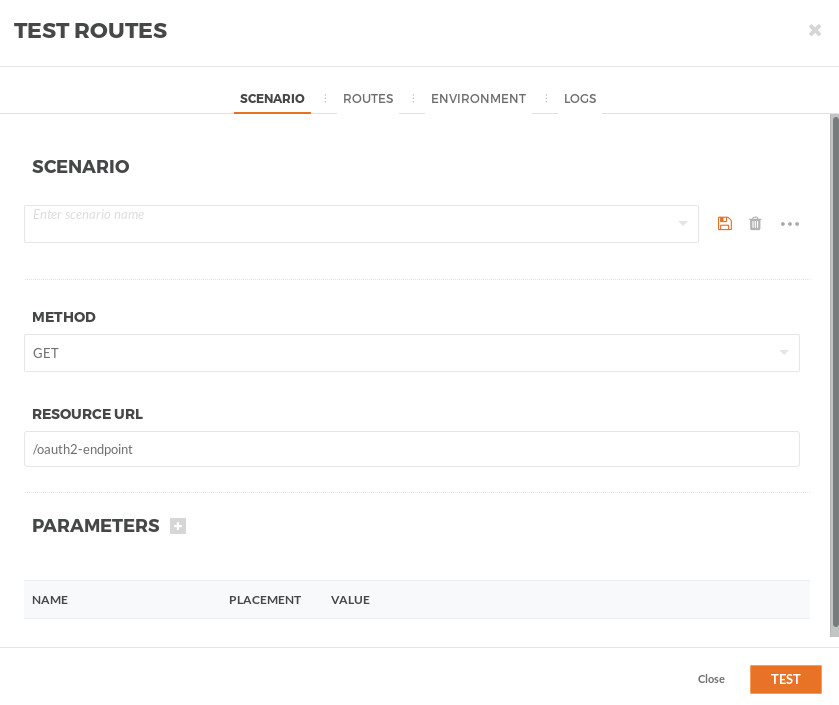 TEST ROUTES
SCENARIO
ROUTES
ENVIRONMENT
LOGS
SCENARIO
Enter scenario name
METHOD
GET
RESOURCE URL
/oauth2-endpoint
PARAMETERS
NAME PLACEMENT VALUE
Close TEST